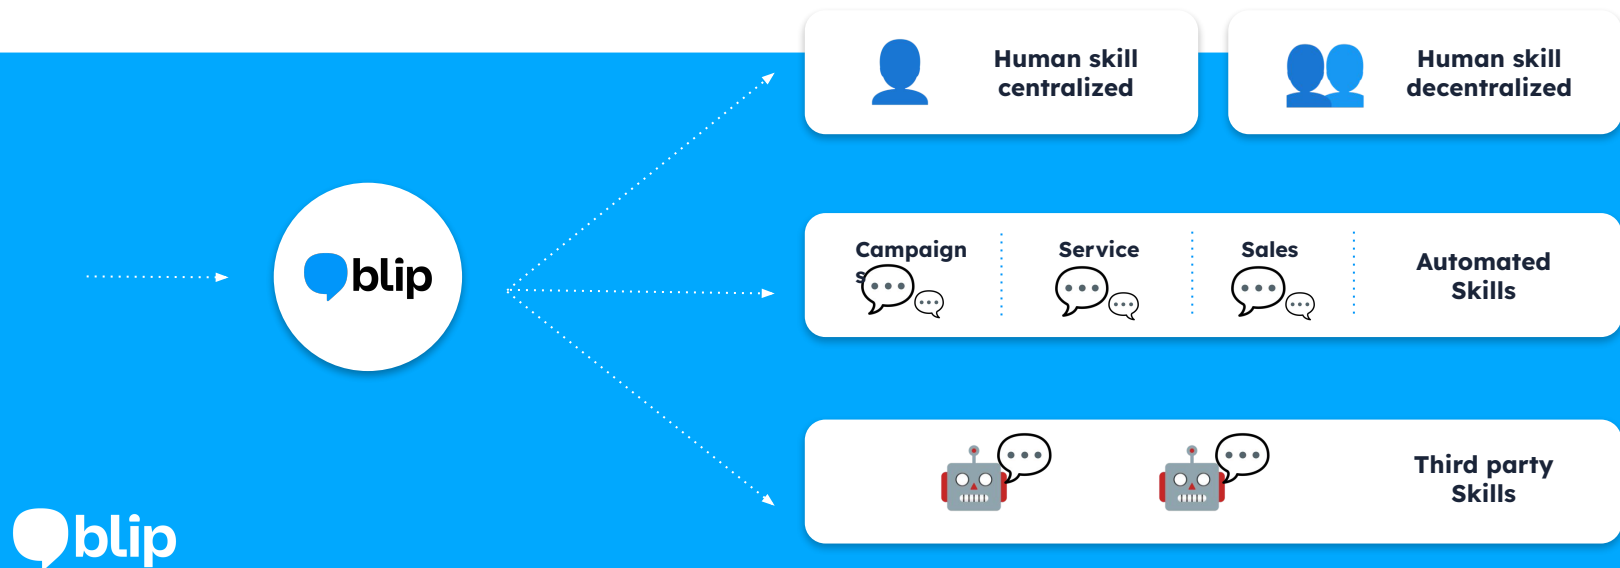 Human skill
centralized
Human skill
decentralized
blip
Campaign
s
Service
Sales
Automated
Skills
Third party
Skills
blip